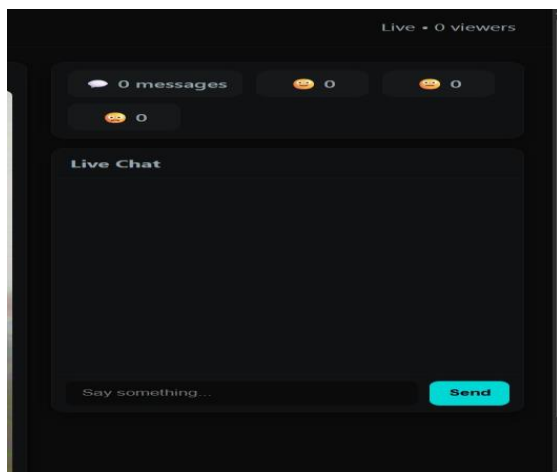 Live • 0 viewers
💬 0 messages 🙂 0 😐 0
🙁 0
Live Chat
Say something...
Send